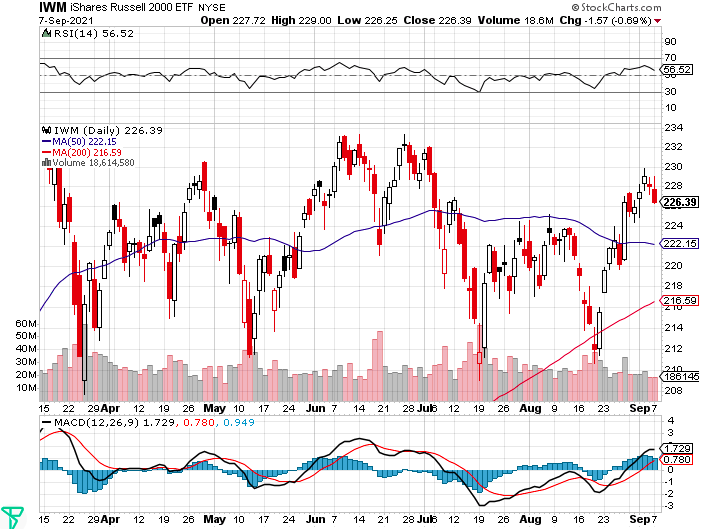 IWM iShares Russell 2000 ETF NYSE © StockCharts.com
7-Sep-2021 Open 227.72 High 229.00 Low 226.25 Close 226.39 Volume 18.6M Chg -1.57 (-0.69%)
RSI(14) 56.52
90
70
56.52
30
10
IWM (Daily) 226.39
MA(50) 222.15
MA(200) 216.59
Volume 18,614,580
234
232
230
228
226.39
224
222.15
220
218
216.59
214
212
210
208
60M
50M
40M
30M
20M
10M
18614580
15 22 29 Apr 12 19 26 May 10 17 24 Jun 7 14 21 28 Jul 6 12 19 26 Aug 9 16 23 Sep 7
MACD(12,26,9) 1.729, 0.780, 0.949
4
3
2
1.729
0.780
0
-1
-2
-3
15 22 29 Apr 12 19 26 May 10 17 24 Jun 7 14 21 28 Jul 6 12 19 26 Aug 9 16 23 Sep 7